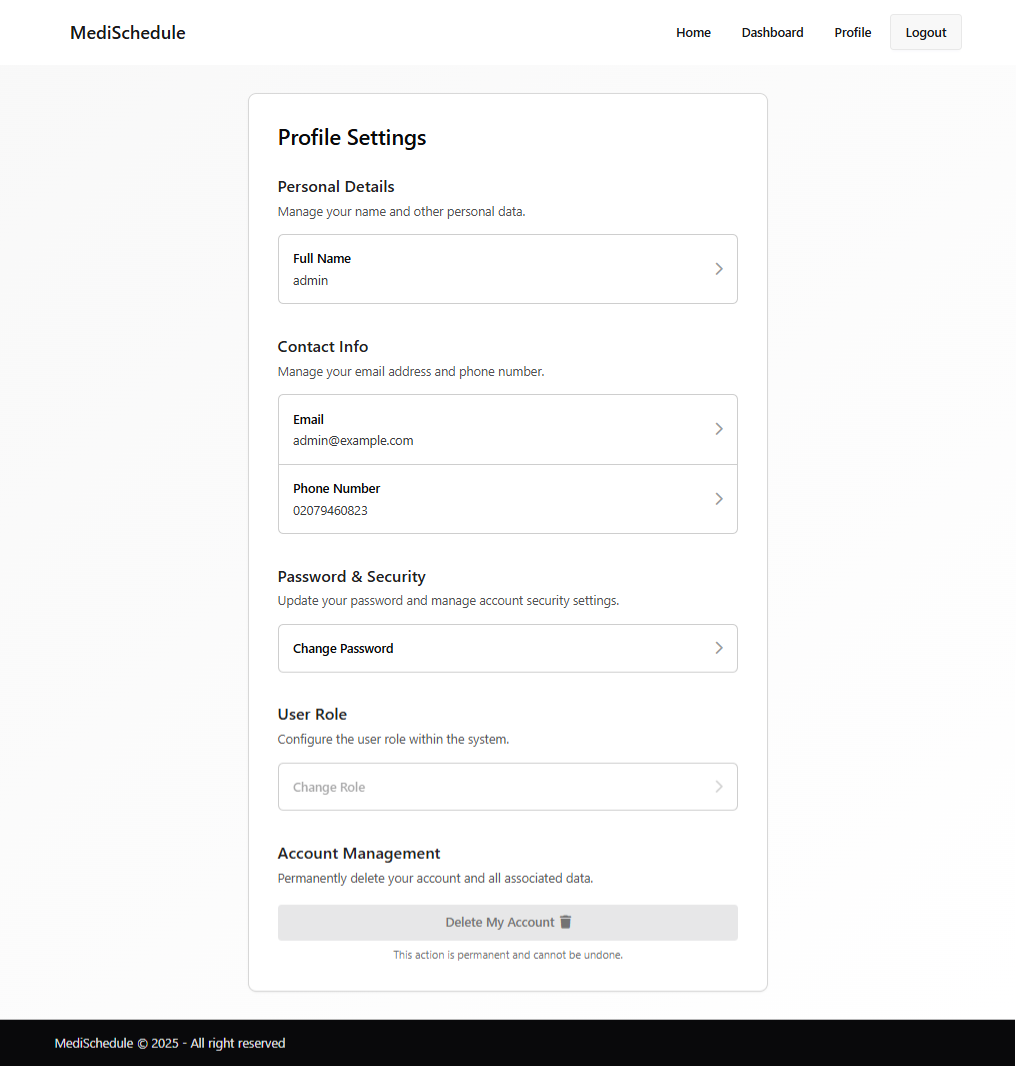 MediSchedule
Home Dashboard Profile Logout
Profile Settings
Personal Details
Manage your name and other personal data.
Full Name
admin
Contact Info
Manage your email address and phone number.
Email
admin@example.com
Phone Number
02079460823
Password & Security
Update your password and manage account security settings.
Change Password
User Role
Configure the user role within the system.
Change Role
Account Management
Permanently delete your account and all associated data.
Delete My Account
This action is permanent and cannot be undone.
MediSchedule © 2025 - All right reserved